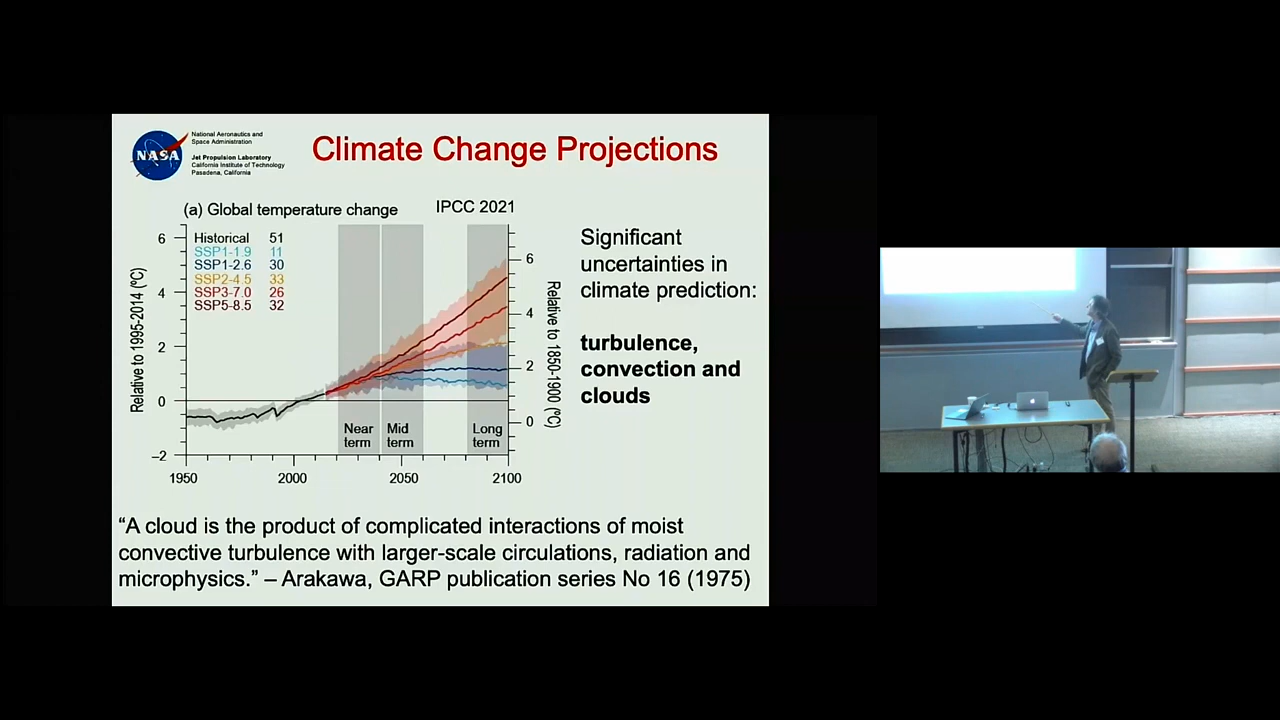 National Aeronautics and
Space Administration
NASA
Jet Propulsion Laboratory
California Institute of Technology
Pasadena, California
Climate Change Projections
(a) Global temperature change
IPCC 2021
Historical 51
SSP1-1.9 11
SSP1-2.6 30
SSP2-4.5 33
SSP3-7.0 26
SSP5-8.5 32
Relative to 1995-2014 (ºC)
6
4
2
0
−2
1950
2000
2050
2100
Near
term
Mid
term
Long
term
6
4
2
0
Relative to 1850-1900 (ºC)
Significant
uncertainties in
climate prediction:
turbulence,
convection and
clouds
“A cloud is the product of complicated interactions of moist
convective turbulence with larger-scale circulations, radiation and
microphysics.” – Arakawa, GARP publication series No 16 (1975)